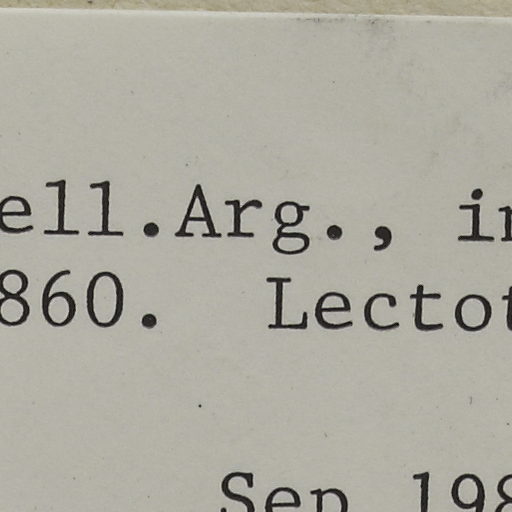 ell.Arg., in
860. Lectot
Sep 198